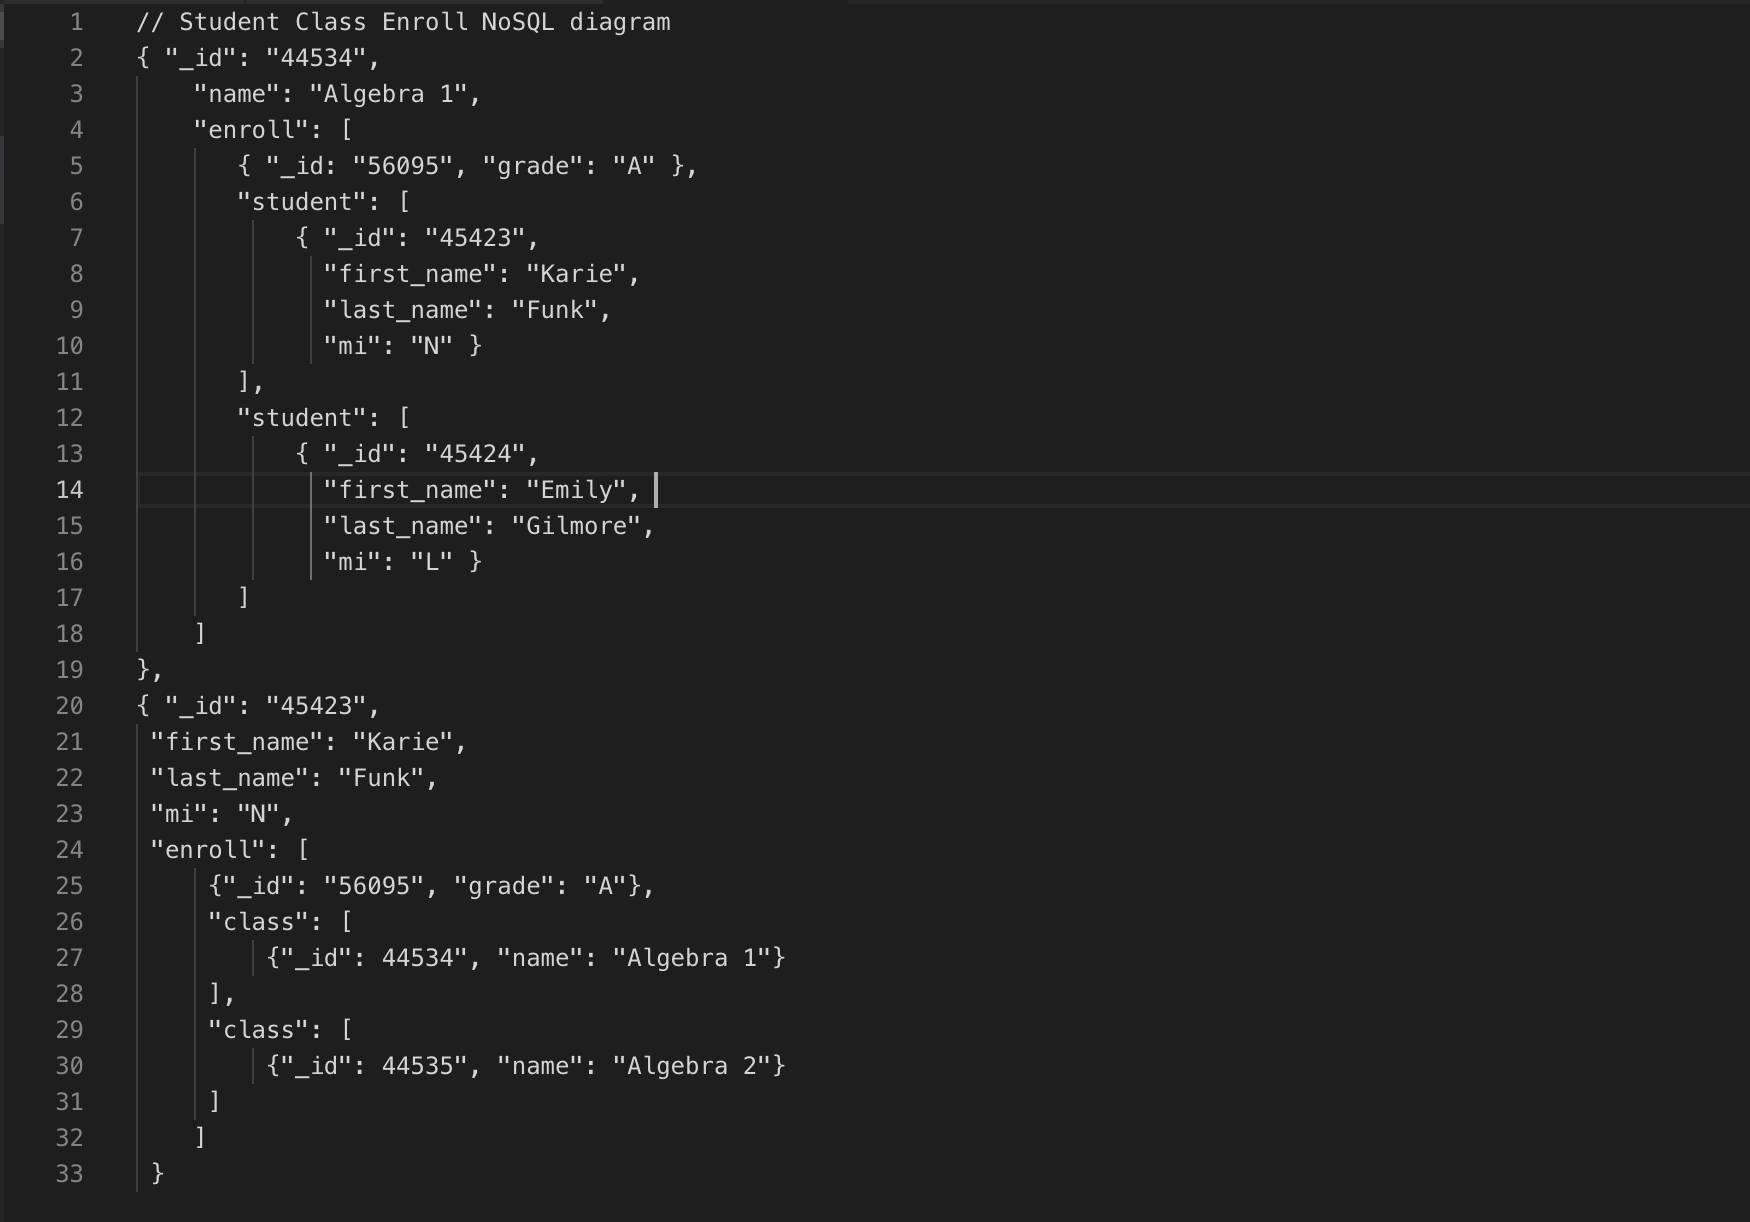 1 // Student Class Enroll NoSQL diagram
2 { "_id": "44534",
3 "name": "Algebra 1",
4 "enroll": [
5 { "_id: "56095", "grade": "A" },
6 "student": [
7 { "_id": "45423",
8 "first_name": "Karie",
9 "last_name": "Funk",
10 "mi": "N" }
11 ],
12 "student": [
13 { "_id": "45424",
14 "first_name": "Emily",
15 "last_name": "Gilmore",
16 "mi": "L" }
17 ]
18 ]
19 },
20 { "_id": "45423",
21 "first_name": "Karie",
22 "last_name": "Funk",
23 "mi": "N",
24 "enroll": [
25 {"_id": "56095", "grade": "A"},
26 "class": [
27 {"_id": 44534", "name": "Algebra 1"}
28 ],
29 "class": [
30 {"_id": 44535", "name": "Algebra 2"}
31 ]
32 ]
33 }